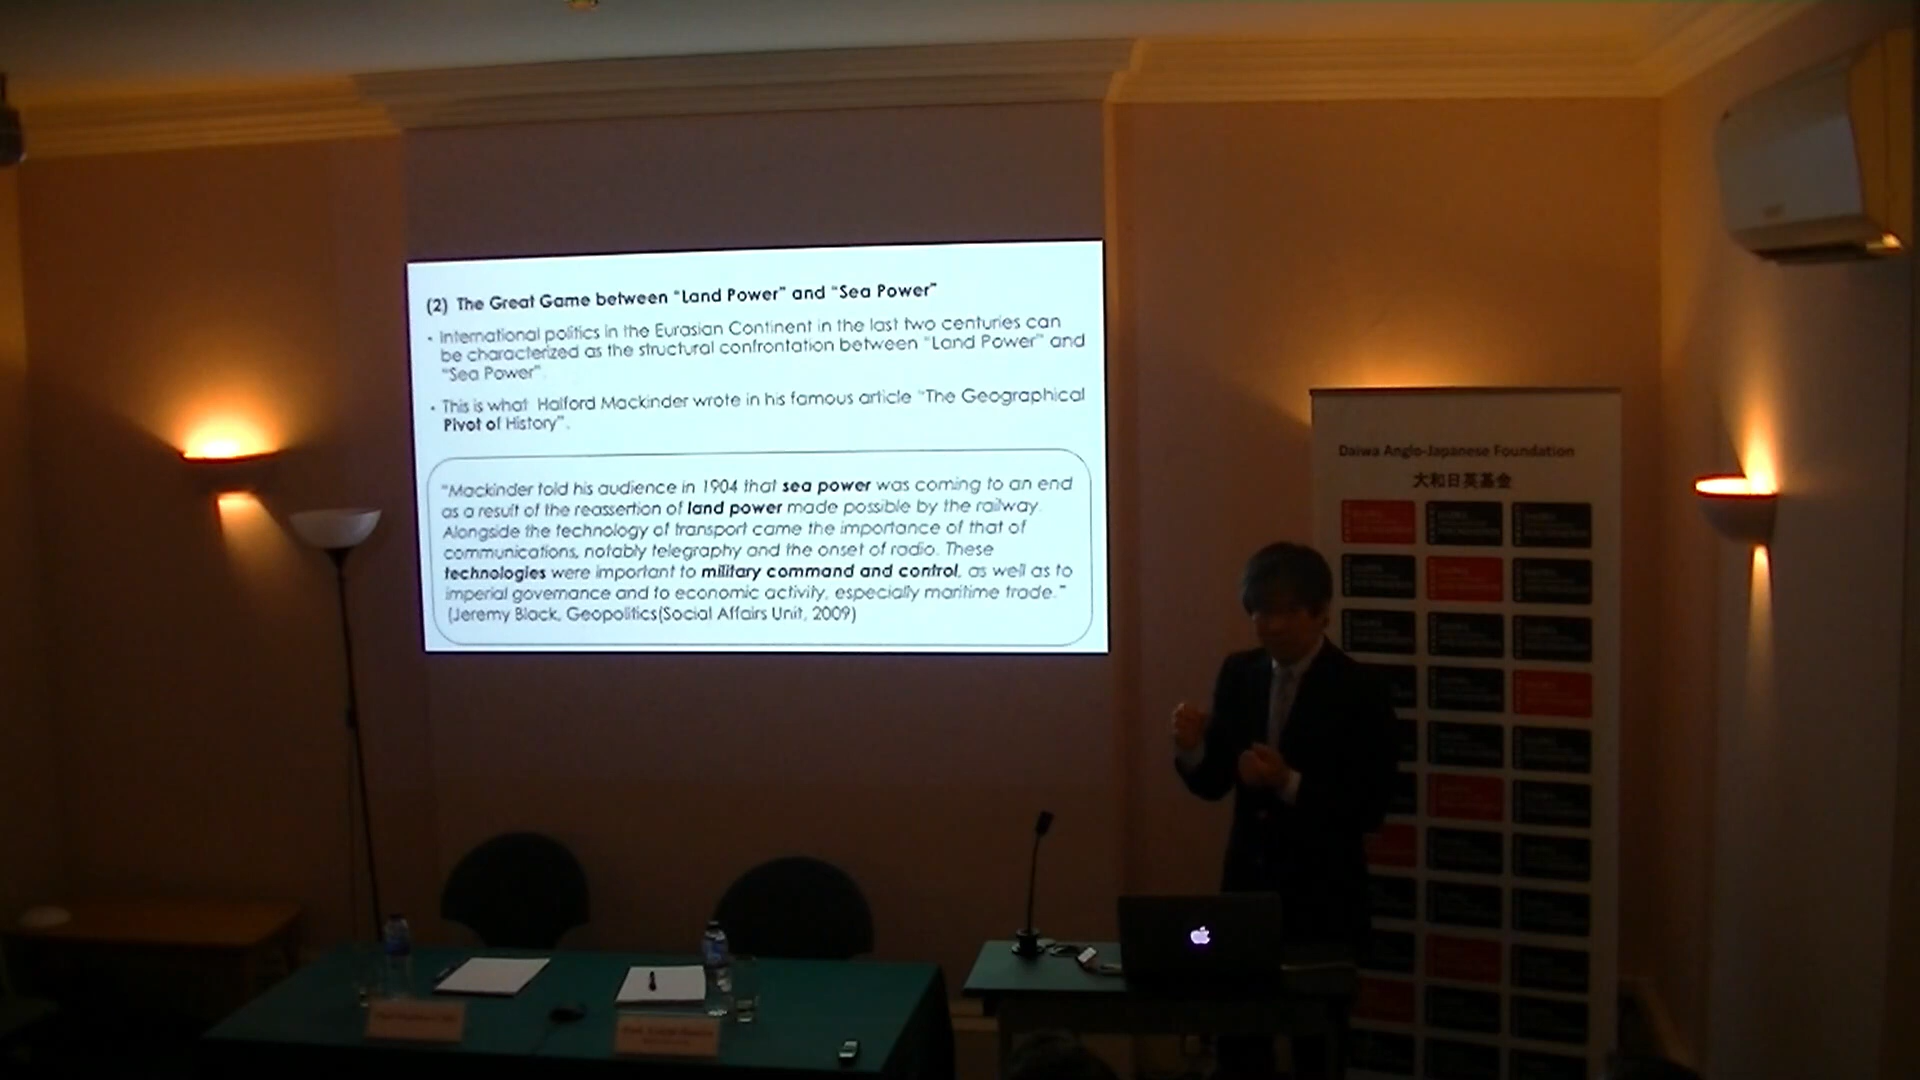 (2) The Great Game between “Land Power” and “Sea Power”
• International politics in the Eurasian Continent in the last two centuries can
be characterized as the structural confrontation between “Land Power” and
“Sea Power”.
• This is what Halford Mackinder wrote in his famous article “The Geographical
Pivot of History”.
“Mackinder told his audience in 1904 that sea power was coming to an end
as a result of the reassertion of land power made possible by the railway.
Alongside the technology of transport came the importance of that of
communications, notably telegraphy and the onset of radio. These
technologies were important to military command and control, as well as to
imperial governance and to economic activity, especially maritime trade.”
(Jeremy Black, Geopolitics(Social Affairs Unit, 2009)
Daiwa Anglo-Japanese Foundation
大和日英基金